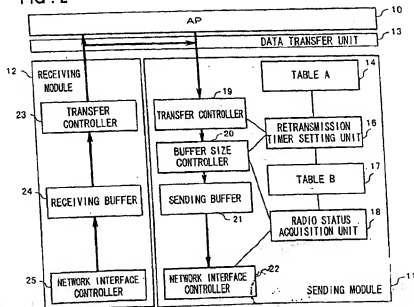 FIG. 2
AP
10
13
DATA TRANSFER UNIT
12
RECEIVING
MODULE
23
TRANSFER
CONTROLLER
24
RECEIVING BUFFER
25
NETWORK INTERFACE
CONTROLLER
19
TRANSFER CONTROLLER
20
BUFFER SIZE
CONTROLLER
SENDING BUFFER
21
NETWORK INTERFACE
CONTROLLER
22
14
TABLE A
16
RETRANSMISSION
TIMER SETTING UNIT
17
TABLE B
18
RADIO STATUS
ACQUISITION UNIT
11
SENDING MODULE